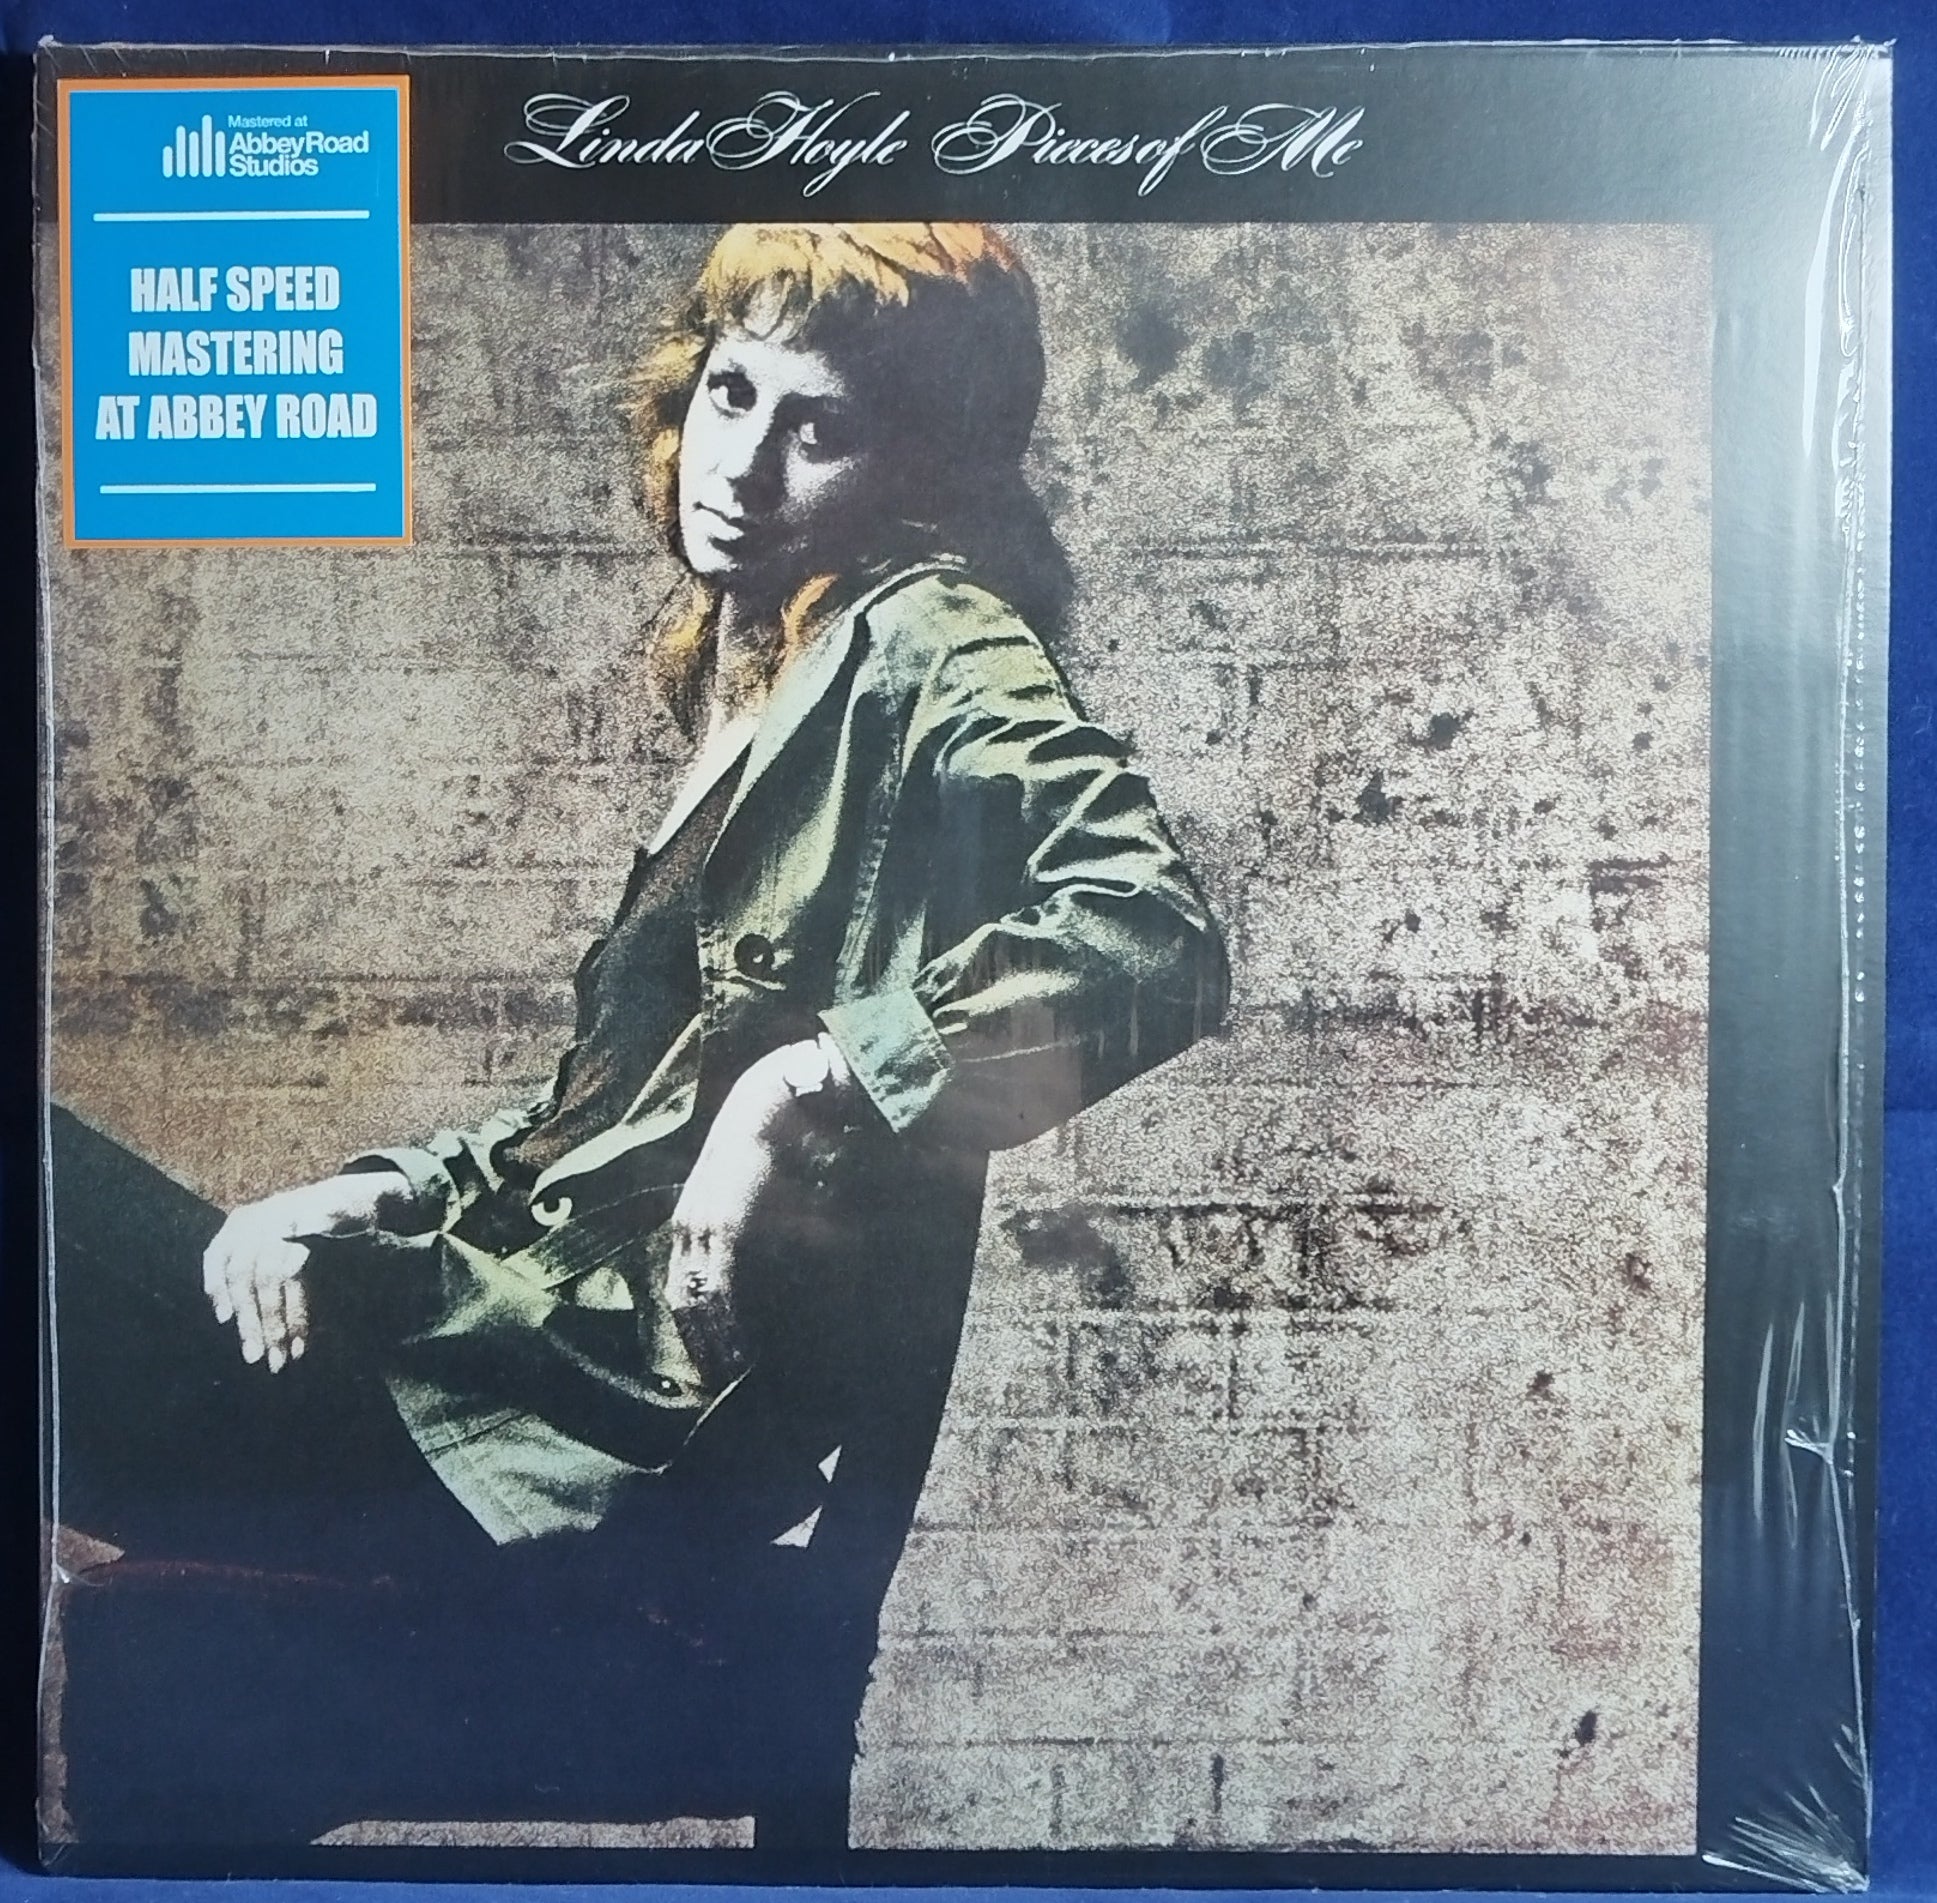 Linda Hoyle Pieces of Me
Mastered at
AbbeyRoad
Studios
HALF SPEED
MASTERING
AT ABBEY ROAD